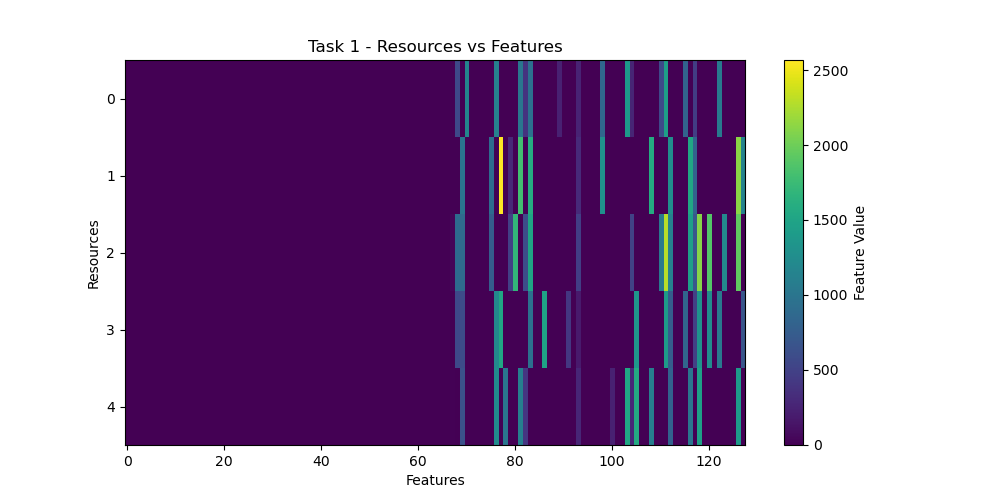 Task 1 - Resources vs Features
Resources
0
1
2
3
4
0 20 40 60 80 100 120
Features
2500
2000
1500
1000
500
0
Feature Value